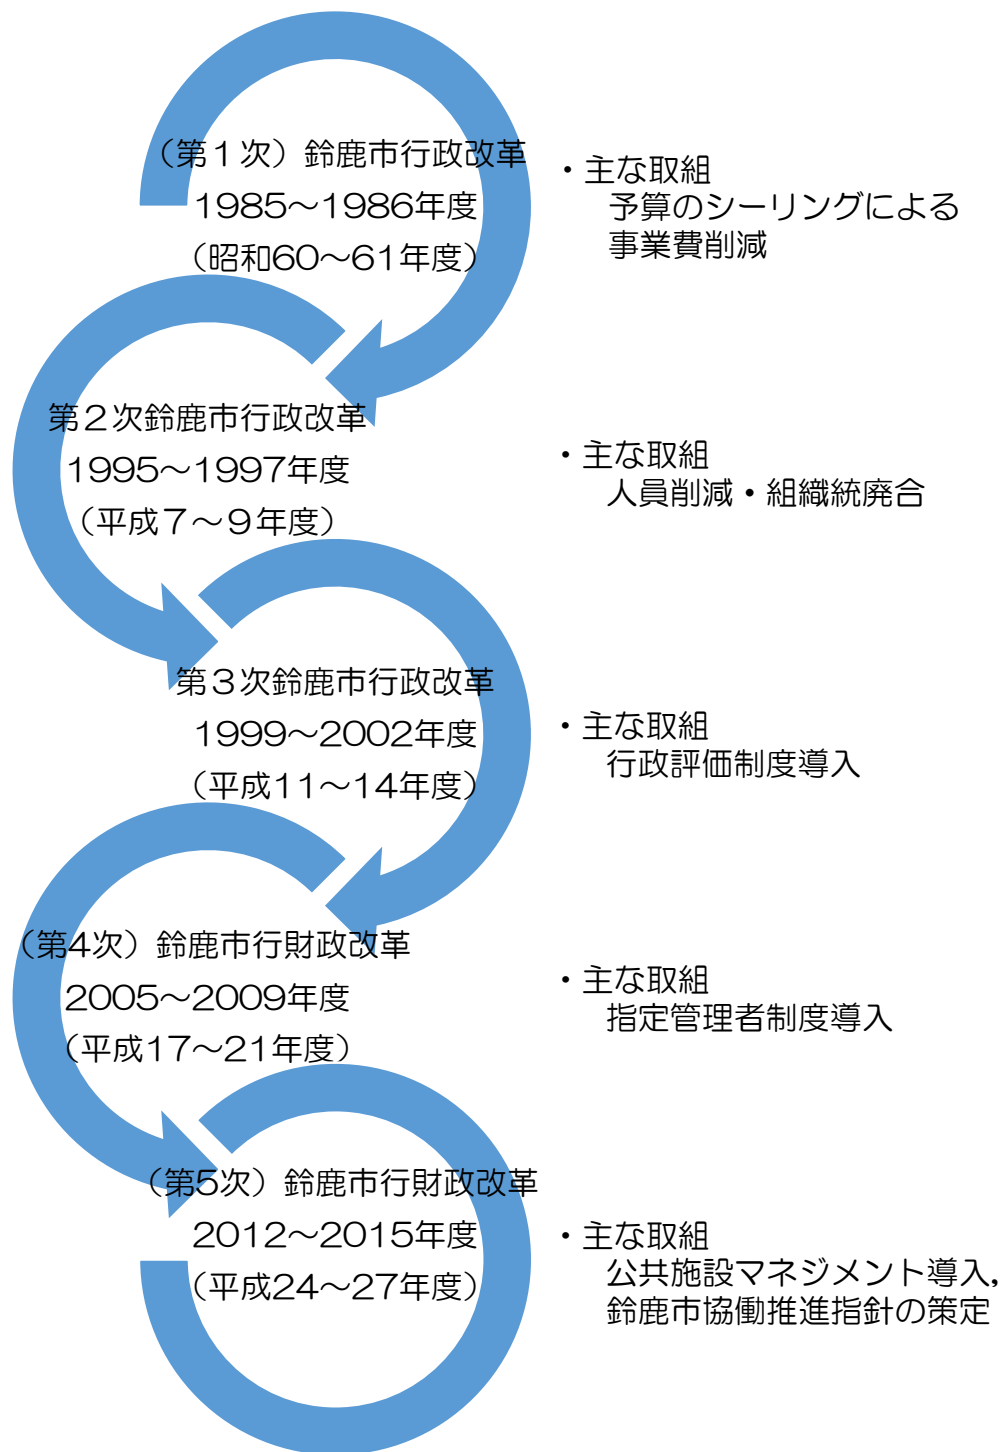 （第１次）鈴鹿市行政改革
1985～1986年度
（昭和60～61年度）
・主な取組
予算のシーリングによる
事業費削減
第２次鈴鹿市行政改革
1995～1997年度
（平成７～９年度）
・主な取組
人員削減・組織統廃合
第３次鈴鹿市行政改革
1999～2002年度
（平成11～14年度）
・主な取組
行政評価制度導入
（第4次）鈴鹿市行財政改革
2005～2009年度
（平成17～21年度）
・主な取組
指定管理者制度導入
（第5次）鈴鹿市行財政改革
2012～2015年度
（平成24～27年度）
・主な取組
公共施設マネジメント導入，
鈴鹿市協働推進指針の策定